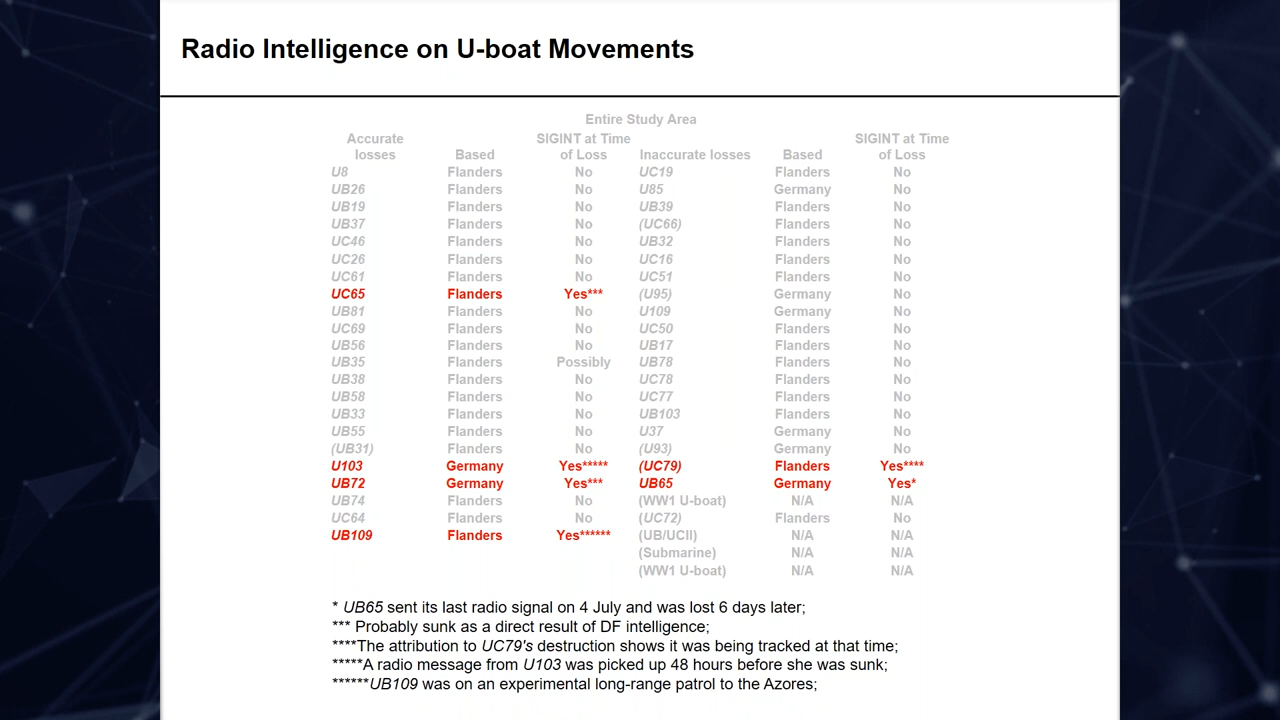 Radio Intelligence on U-boat Movements
Entire Study Area
Accurate losses Based SIGINT at Time of Loss Inaccurate losses Based SIGINT at Time of Loss
U8 Flanders No UC19 Flanders No
UB26 Flanders No U85 Germany No
UB19 Flanders No UB39 Flanders No
UB37 Flanders No (UC66) Flanders No
UC46 Flanders No UB32 Flanders No
UC26 Flanders No UC16 Flanders No
UC61 Flanders No UC51 Flanders No
UC65 Flanders Yes*** (U95) Germany No
UB81 Flanders No U109 Germany No
UC69 Flanders No UC50 Flanders No
UB56 Flanders No UB17 Flanders No
UB35 Flanders Possibly UB78 Flanders No
UB38 Flanders No UC78 Flanders No
UB58 Flanders No UC77 Flanders No
UB33 Flanders No UB103 Flanders No
UB55 Flanders No U37 Germany No
(UB31) Flanders No (U93) Germany No
U103 Germany Yes***** (UC79) Flanders Yes****
UB72 Germany Yes*** UB65 Germany Yes*
UB74 Flanders No (WW1 U-boat) N/A N/A
UC64 Flanders No (UC72) Flanders No
UB109 Flanders Yes****** (UB/UCII) N/A N/A
(Submarine) N/A N/A
(WW1 U-boat) N/A N/A
* UB65 sent its last radio signal on 4 July and was lost 6 days later;
*** Probably sunk as a direct result of DF intelligence;
****The attribution to UC79's destruction shows it was being tracked at that time;
*****A radio message from U103 was picked up 48 hours before she was sunk;
******UB109 was on an experimental long-range patrol to the Azores;